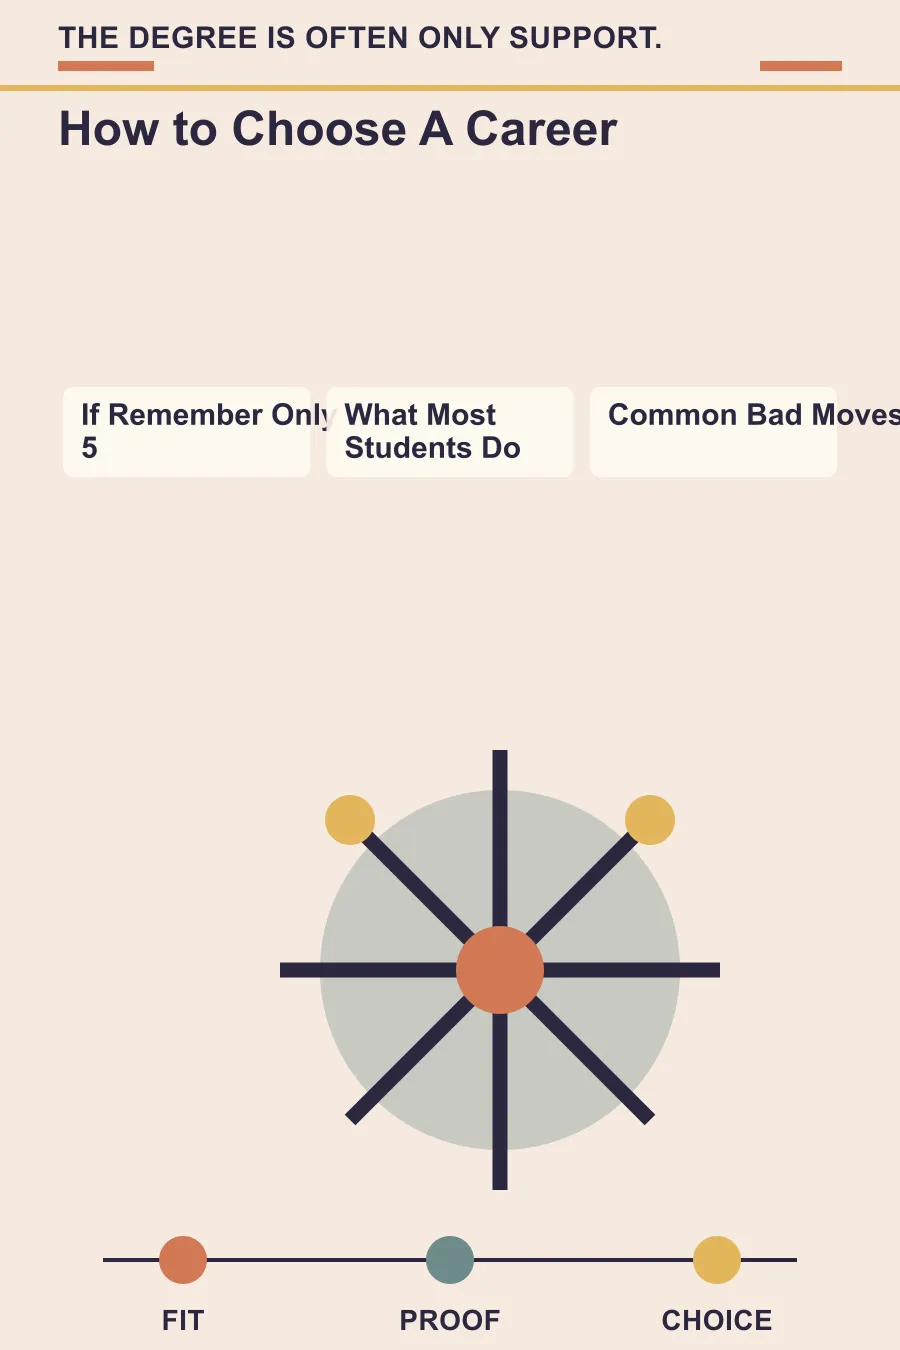 THE DEGREE IS OFTEN ONLY SUPPORT.
How to Choose A Career
If Remember Only
5
What Most
Students Do
Common Bad Moves
FIT
PROOF
CHOICE